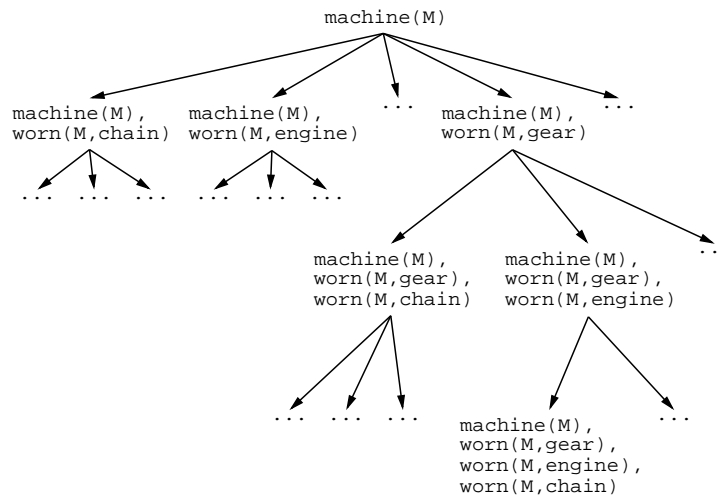 machine(M)
...
...
machine(M),
worn(M,chain)
machine(M),
worn(M,engine)
machine(M),
worn(M,gear)
... ... ...
... ... ...
..
machine(M),
worn(M,gear),
worn(M,chain)
machine(M),
worn(M,gear),
worn(M,engine)
... ... ...
...
machine(M),
worn(M,gear),
worn(M,engine),
worn(M,chain)